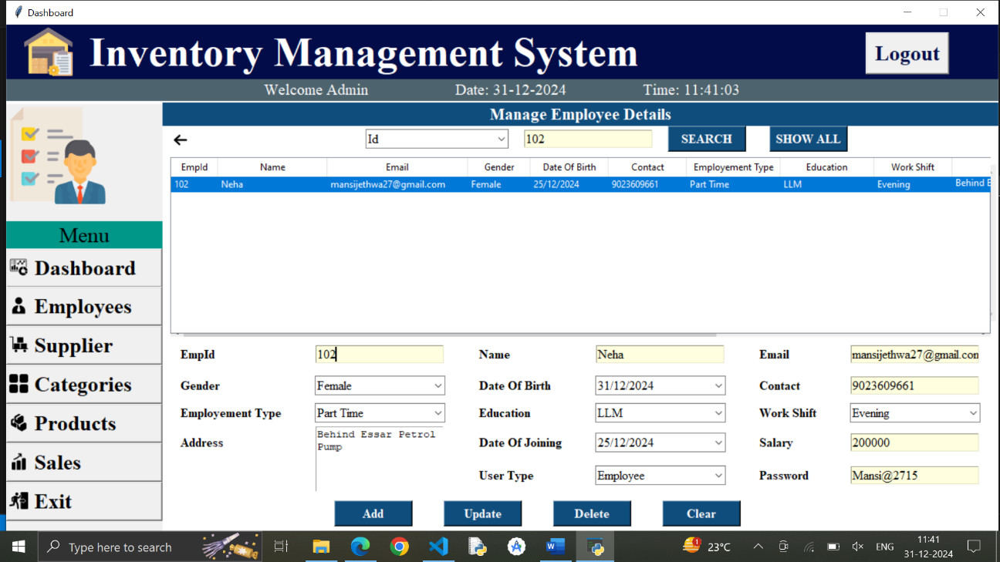 Dashboard
Inventory Management System
Logout
Welcome Admin Date: 31-12-2024 Time: 11:41:03
Manage Employee Details
Id 102 SEARCH SHOW ALL
EmpId Name Email Gender Date Of Birth Contact Employement Type Education Work Shift
102 Neha mansijethwa27@gmail.com Female 25/12/2024 9023609661 Part Time LLM Evening Behind E
Menu
Dashboard
Employees
Supplier
Categories
Products
Sales
Exit
EmpId 102 Name Neha Email mansijethwa27@gmail.con
Gender Female Date Of Birth 31/12/2024 Contact 9023609661
Employement Type Part Time Education LLM Work Shift Evening
Address Behind Essar Petrol
Pump
Date Of Joining 25/12/2024 Salary 200000
User Type Employee Password Mansi@2715
Add Update Delete Clear
Type here to search
1
23°C
ENG
11:41
31-12-2024